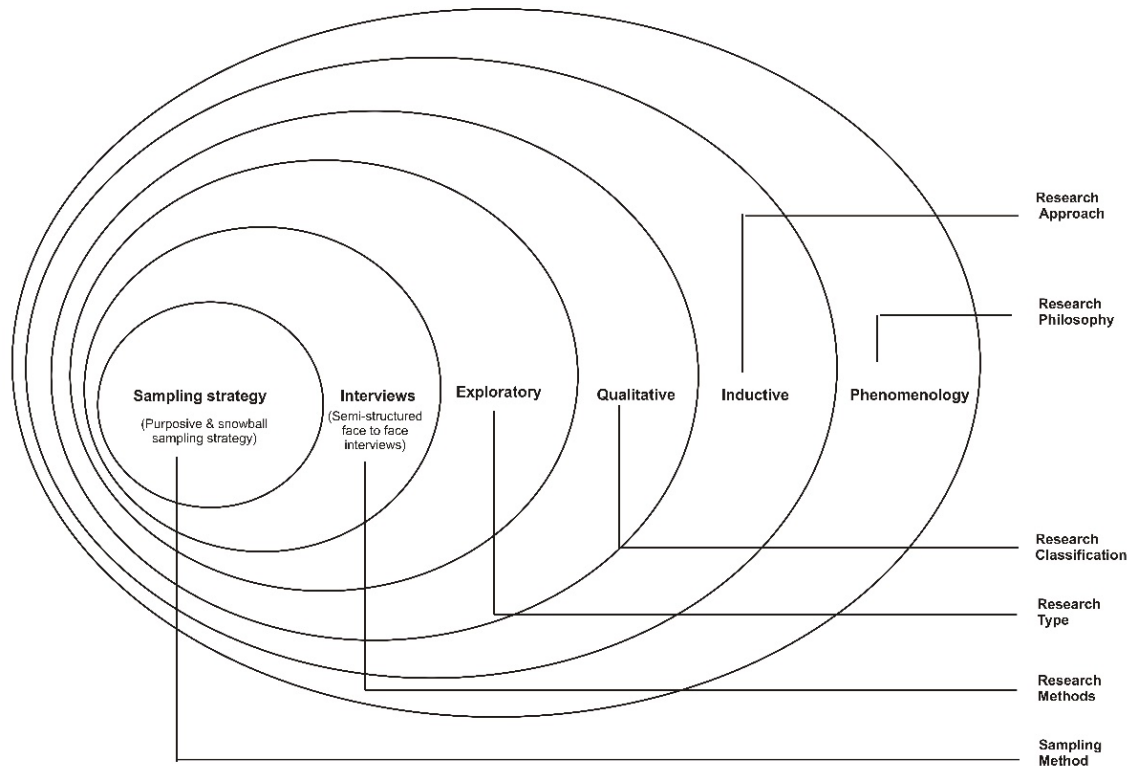 Research
Approach
Research
Philosophy
Sampling strategy
(Purposive & snowball
sampling strategy)
Interviews
(Semi-structured
face to face
interviews)
Exploratory
Qualitative
Inductive
Phenomenology
Research
Classification
Research
Type
Research
Methods
Sampling
Method